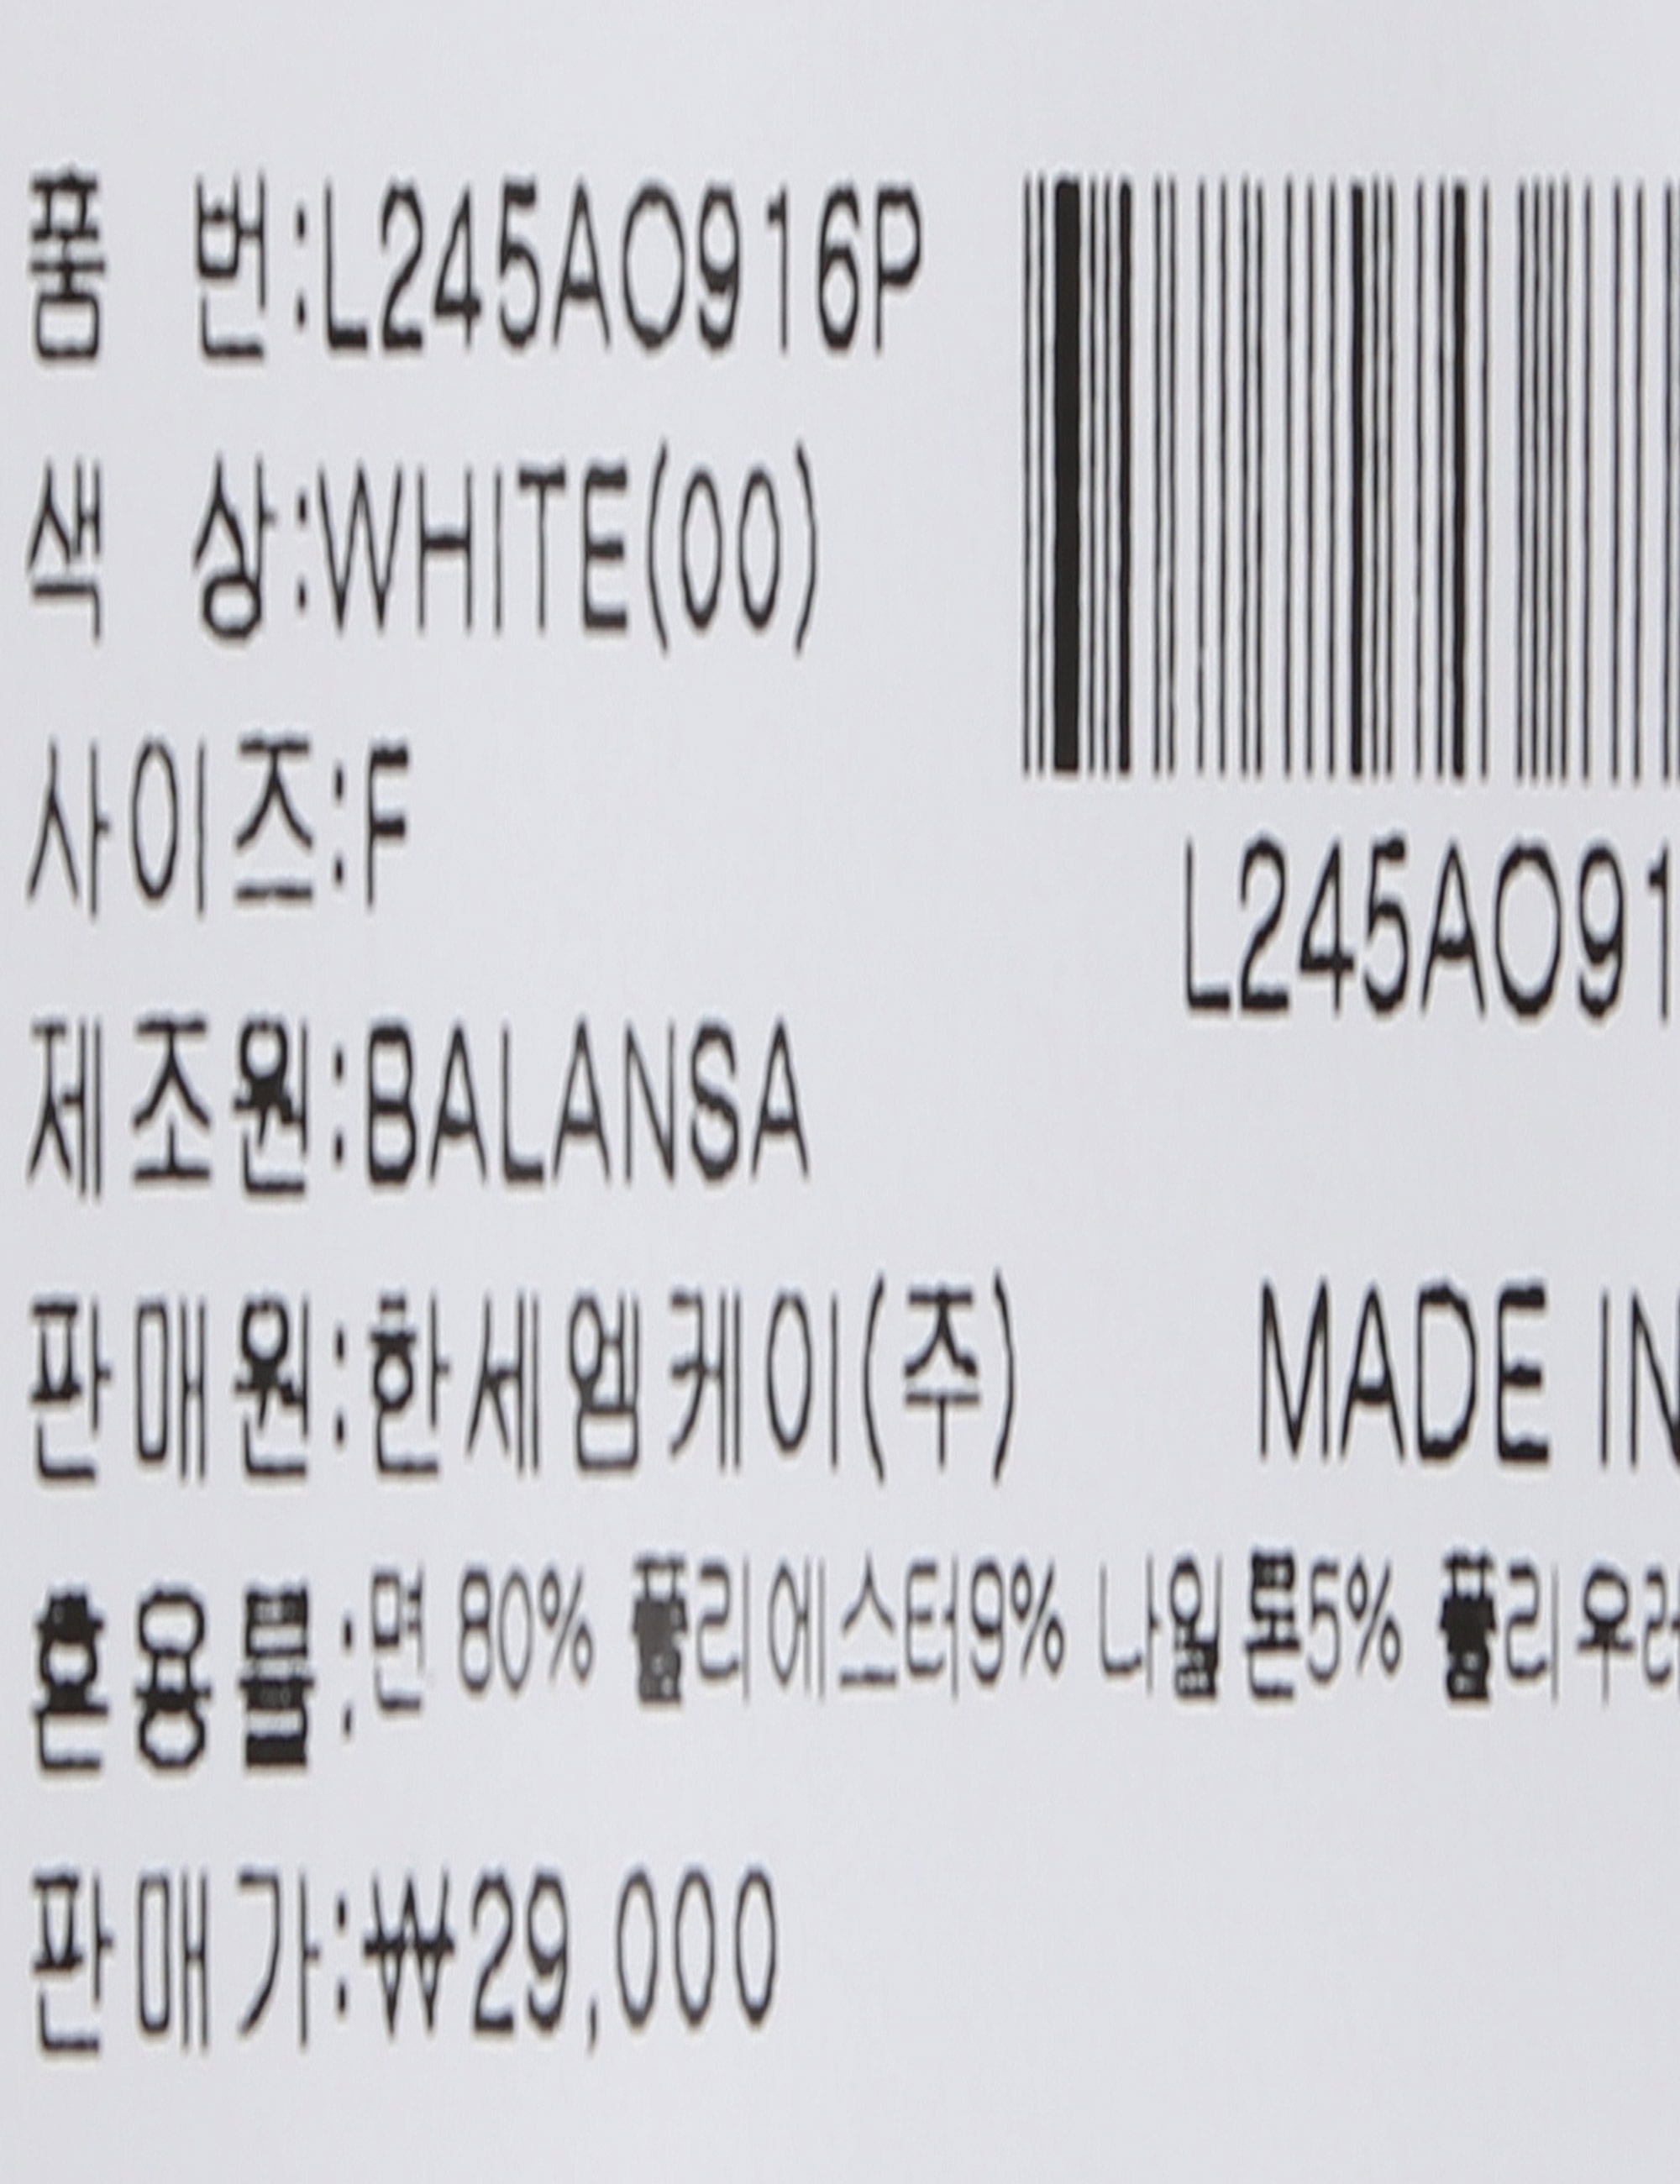 품 번:L245AO916P
색 상:WHITE(00)
사이즈:F
L245AO91
제조원:BALANSA
판매원:한세엠케이(주) MADE IN
혼용률:면 80% 폴리에스터9% 나일론5% 폴리우레
판매가:₩29,000